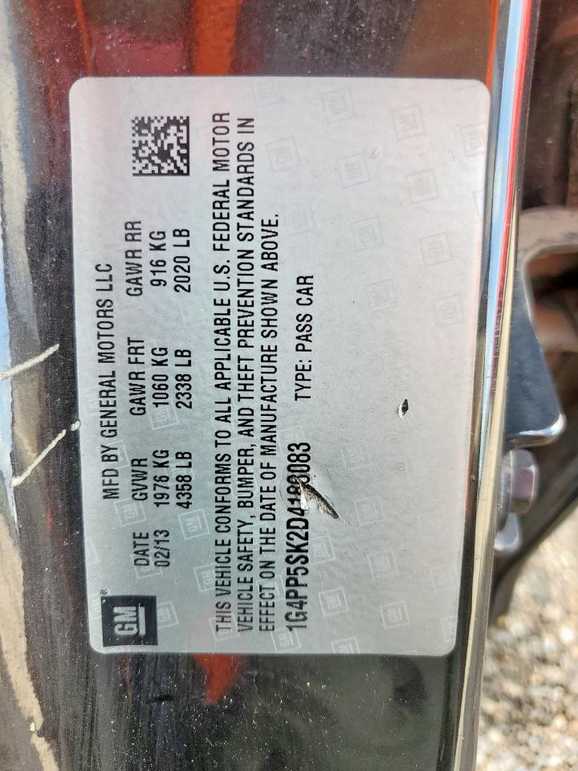 GM®
MFD BY GENERAL MOTORS LLC
DATE GVWR GAWR FRT GAWR RR
02/13 1976 KG 1060 KG 916 KG
4358 LB 2338 LB 2020 LB
THIS VEHICLE CONFORMS TO ALL APPLICABLE U.S. FEDERAL MOTOR
VEHICLE SAFETY, BUMPER, AND THEFT PREVENTION STANDARDS IN
EFFECT ON THE DATE OF MANUFACTURE SHOWN ABOVE.
1G4PP5SK2D4188083 TYPE: PASS CAR